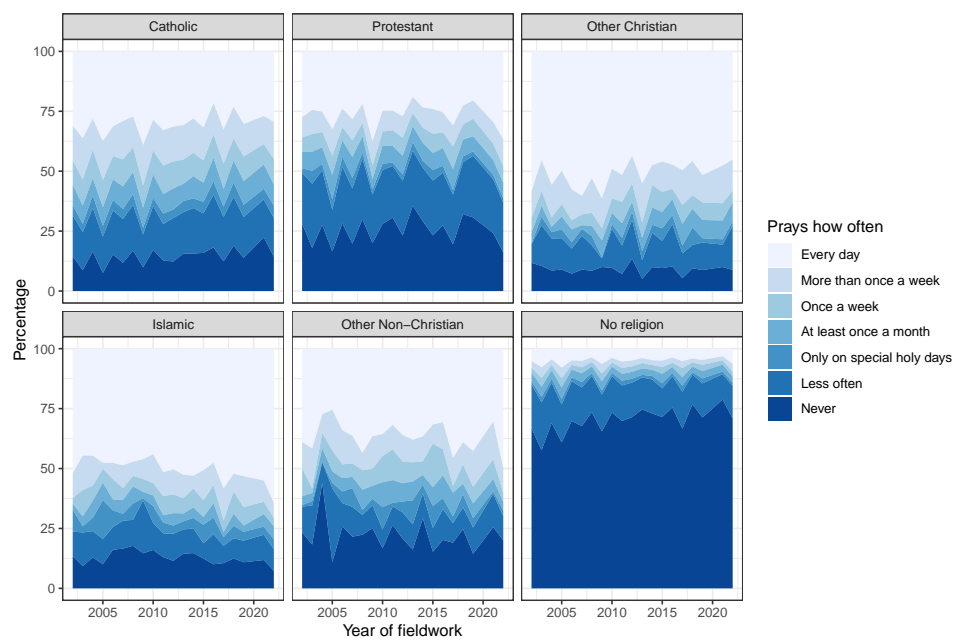 Catholic
Protestant
Other Christian
100
75
50
25
0
Islamic
Other Non−Christian
No religion
100
75
50
25
0
2005
2010
2015
2020
2005
2010
2015
2020
2005
2010
2015
2020
Year of fieldwork
Percentage
Prays how often
Every day
More than once a week
Once a week
At least once a month
Only on special holy days
Less often
Never